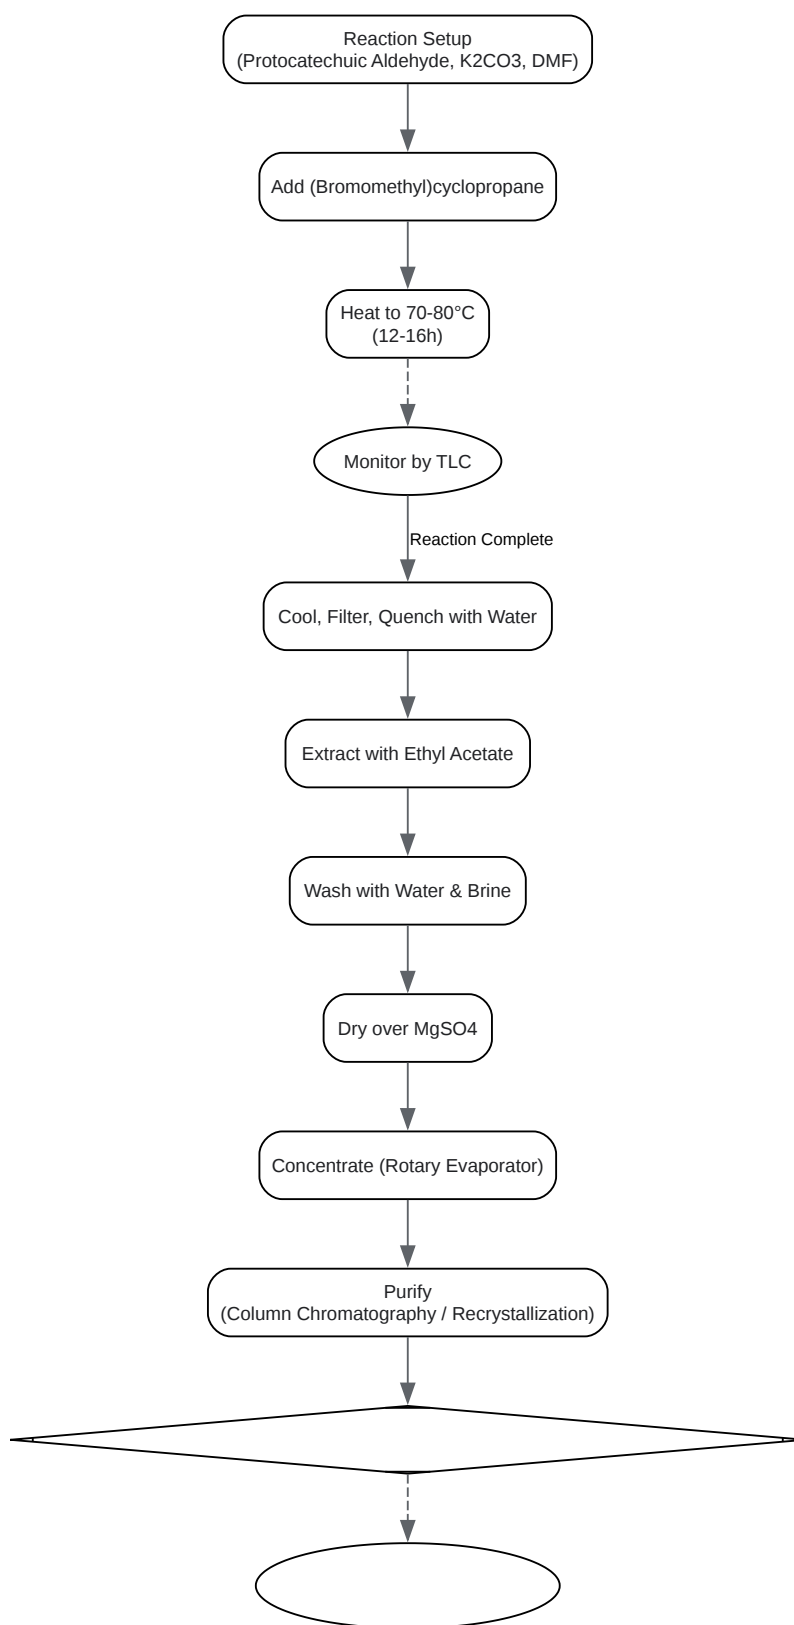 Reaction Setup
(Protocatechuic Aldehyde, K2CO3, DMF)
Add (Bromomethyl)cyclopropane
Heat to 70-80°C
(12-16h)
Monitor by TLC
Reaction Complete
Cool, Filter, Quench with Water
Extract with Ethyl Acetate
Wash with Water & Brine
Dry over MgSO4
Concentrate (Rotary Evaporator)
Purify
(Column Chromatography / Recrystallization)